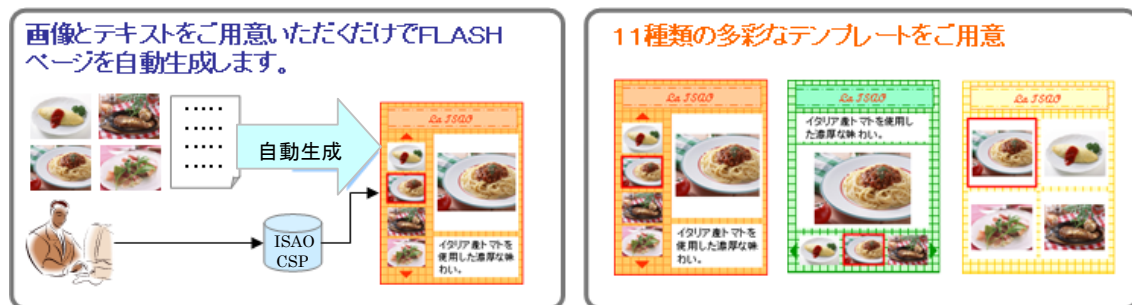 画像とテキストをご用意いただくだけでFLASH
ページを自動生成します。
自動生成
ISAO
CSP
La ISAO
イタリア産トマトを
使用した濃厚な味
わい。
11種類の多彩なテンプレートをご用意
La ISAO
イタリア産トマトを
使用した濃厚な味
わい。
La ISAO
イタリア産トマトを使用し
た濃厚な味わい。
La ISAO